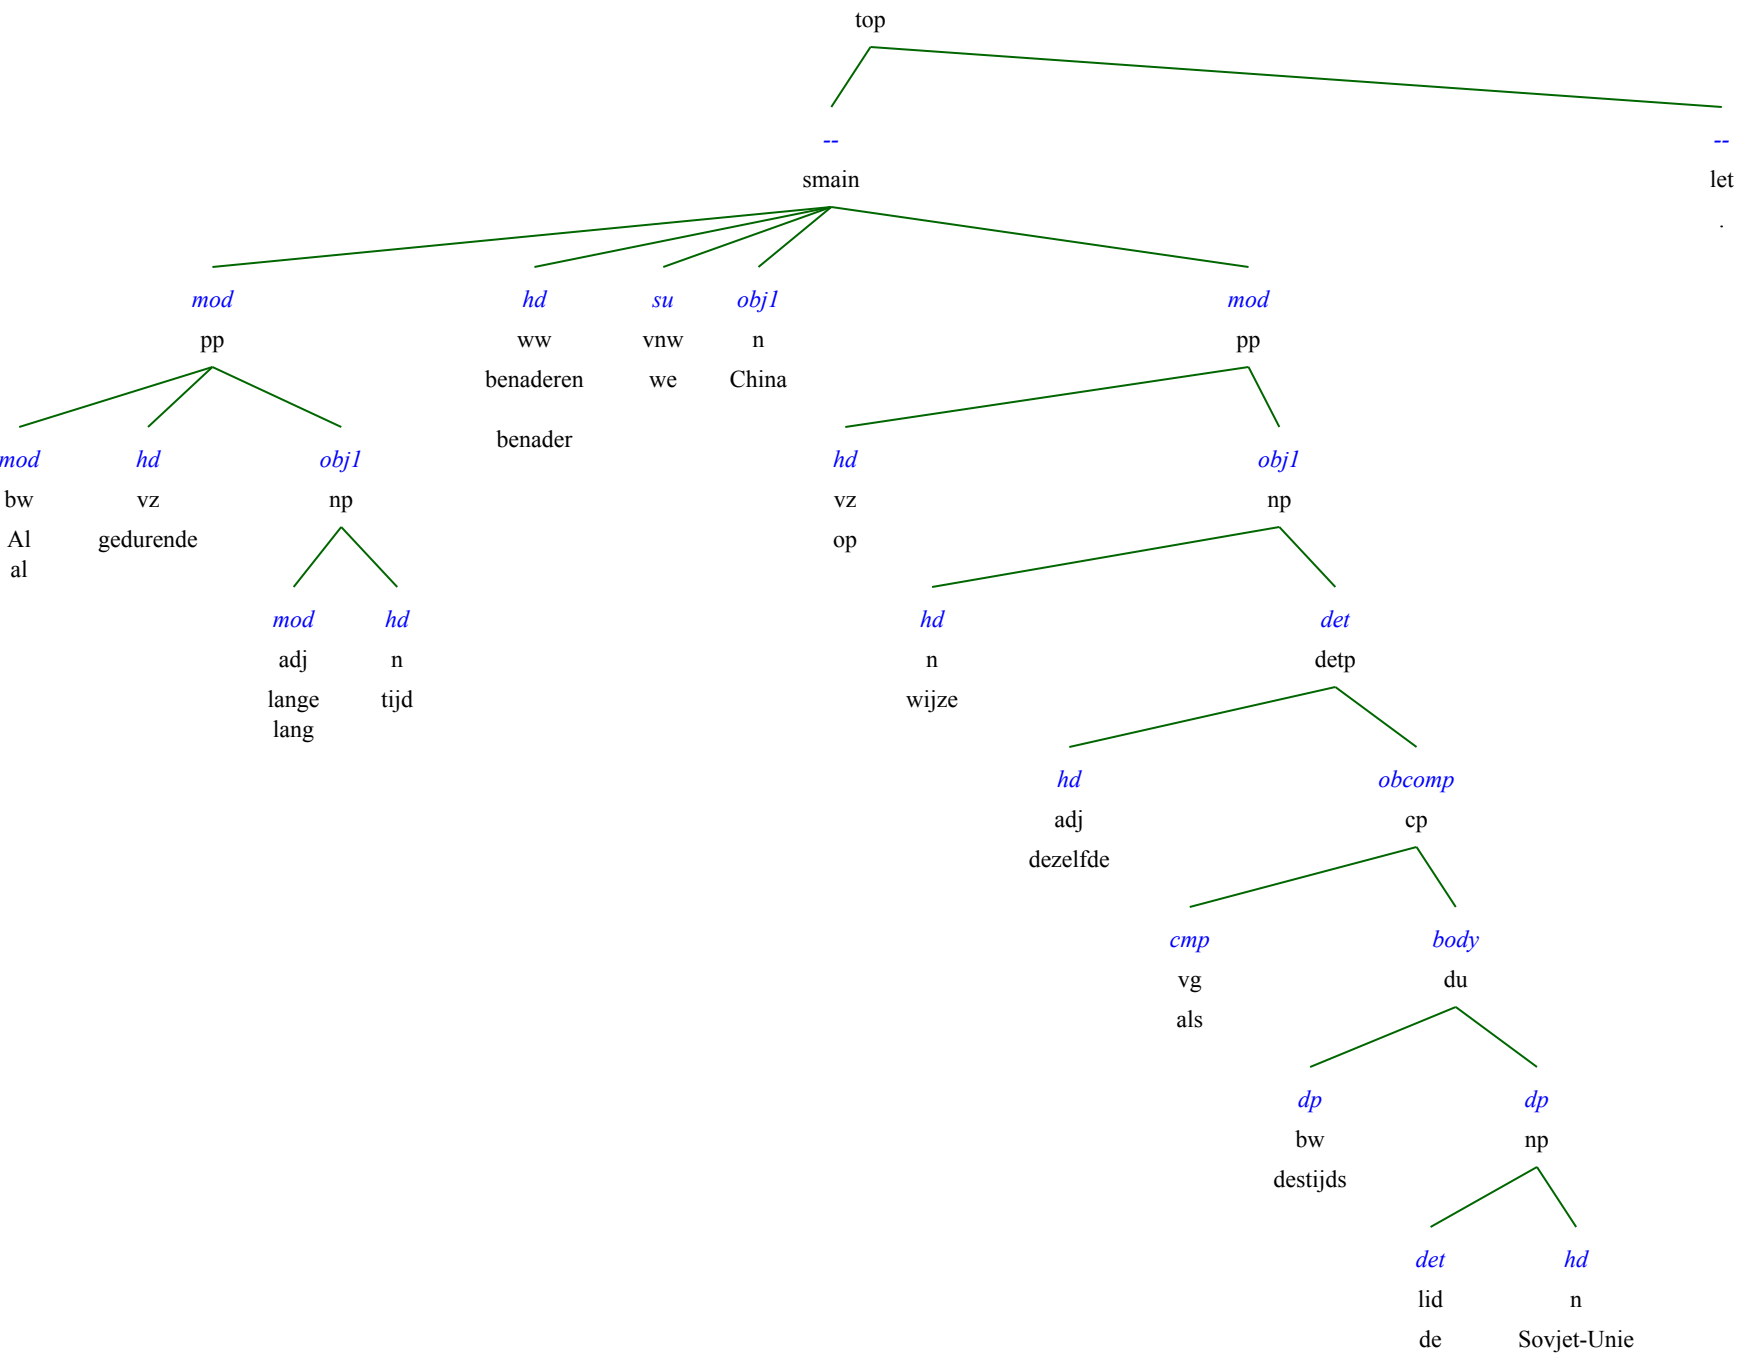 top
-- --
smain let
.
mod hd su obj1 mod
pp ww vnw n pp
benaderen we China
benader
mod hd obj1 hd obj1
bw vz np vz np
Al gedurende op
al
mod hd hd det
adj n n detp
lange tijd wijze
lang
hd obcomp
adj cp
dezelfde
cmp body
vg du
als
dp dp
bw np
destijds
det hd
lid n
de Sovjet-Unie